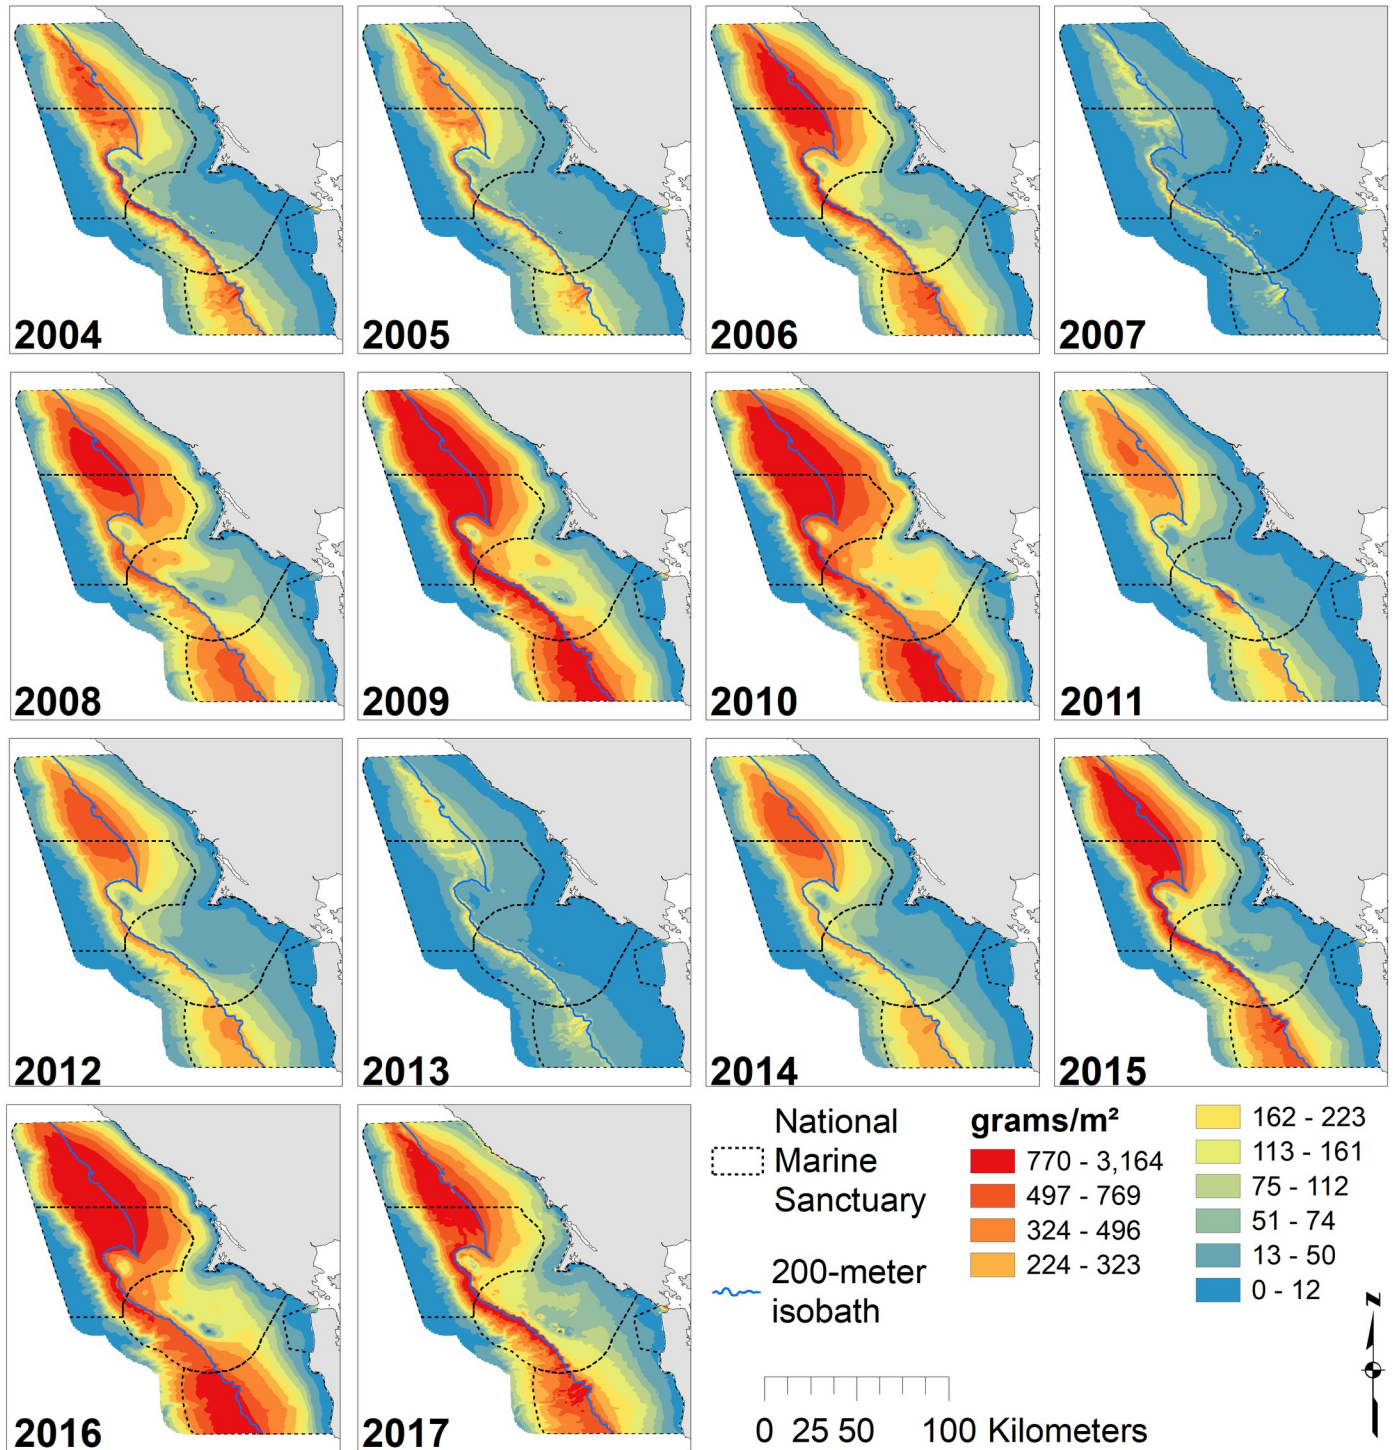 2004
2005
2006
2007
2008
2009
2010
2011
2012
2013
2014
2015
2016
2017
National
Marine
Sanctuary
200-meter
isobath
grams/m²
770 - 3,164
497 - 769
324 - 496
224 - 323
162 - 223
113 - 161
75 - 112
51 - 74
13 - 50
0 - 12
0 25 50 100 Kilometers
N